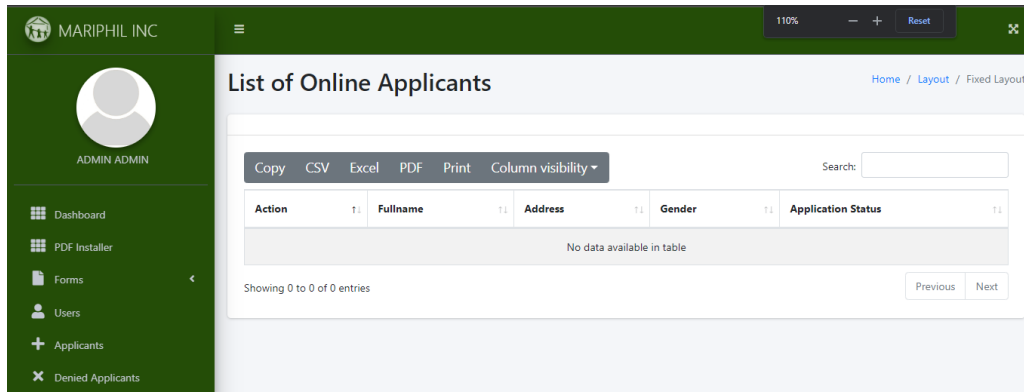 MARIPHIL INC
110% Reset
List of Online Applicants
Home / Layout / Fixed Layout
ADMIN ADMIN
Copy CSV Excel PDF Print Column visibility
Search:
Action Fullname Address Gender Application Status
No data available in table
Showing 0 to 0 of 0 entries
Previous Next
Dashboard
PDF Installer
Forms
Users
Applicants
Denied Applicants